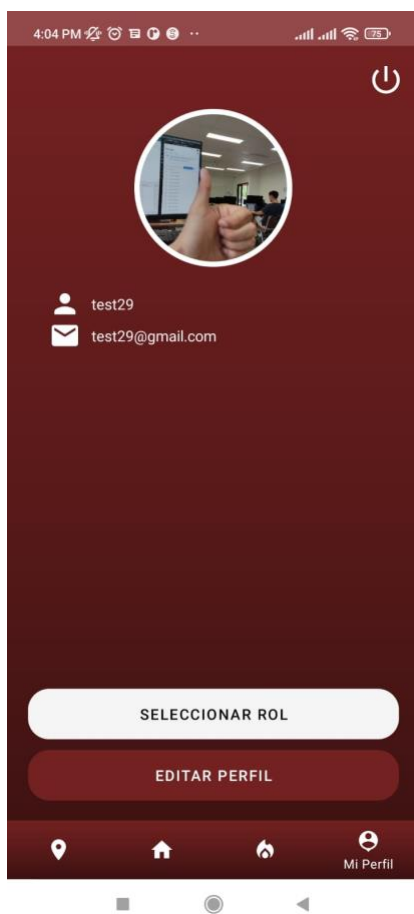 4:04 PM
75
test29
test29@gmail.com
SELECCIONAR ROL
EDITAR PERFIL
Mi Perfil